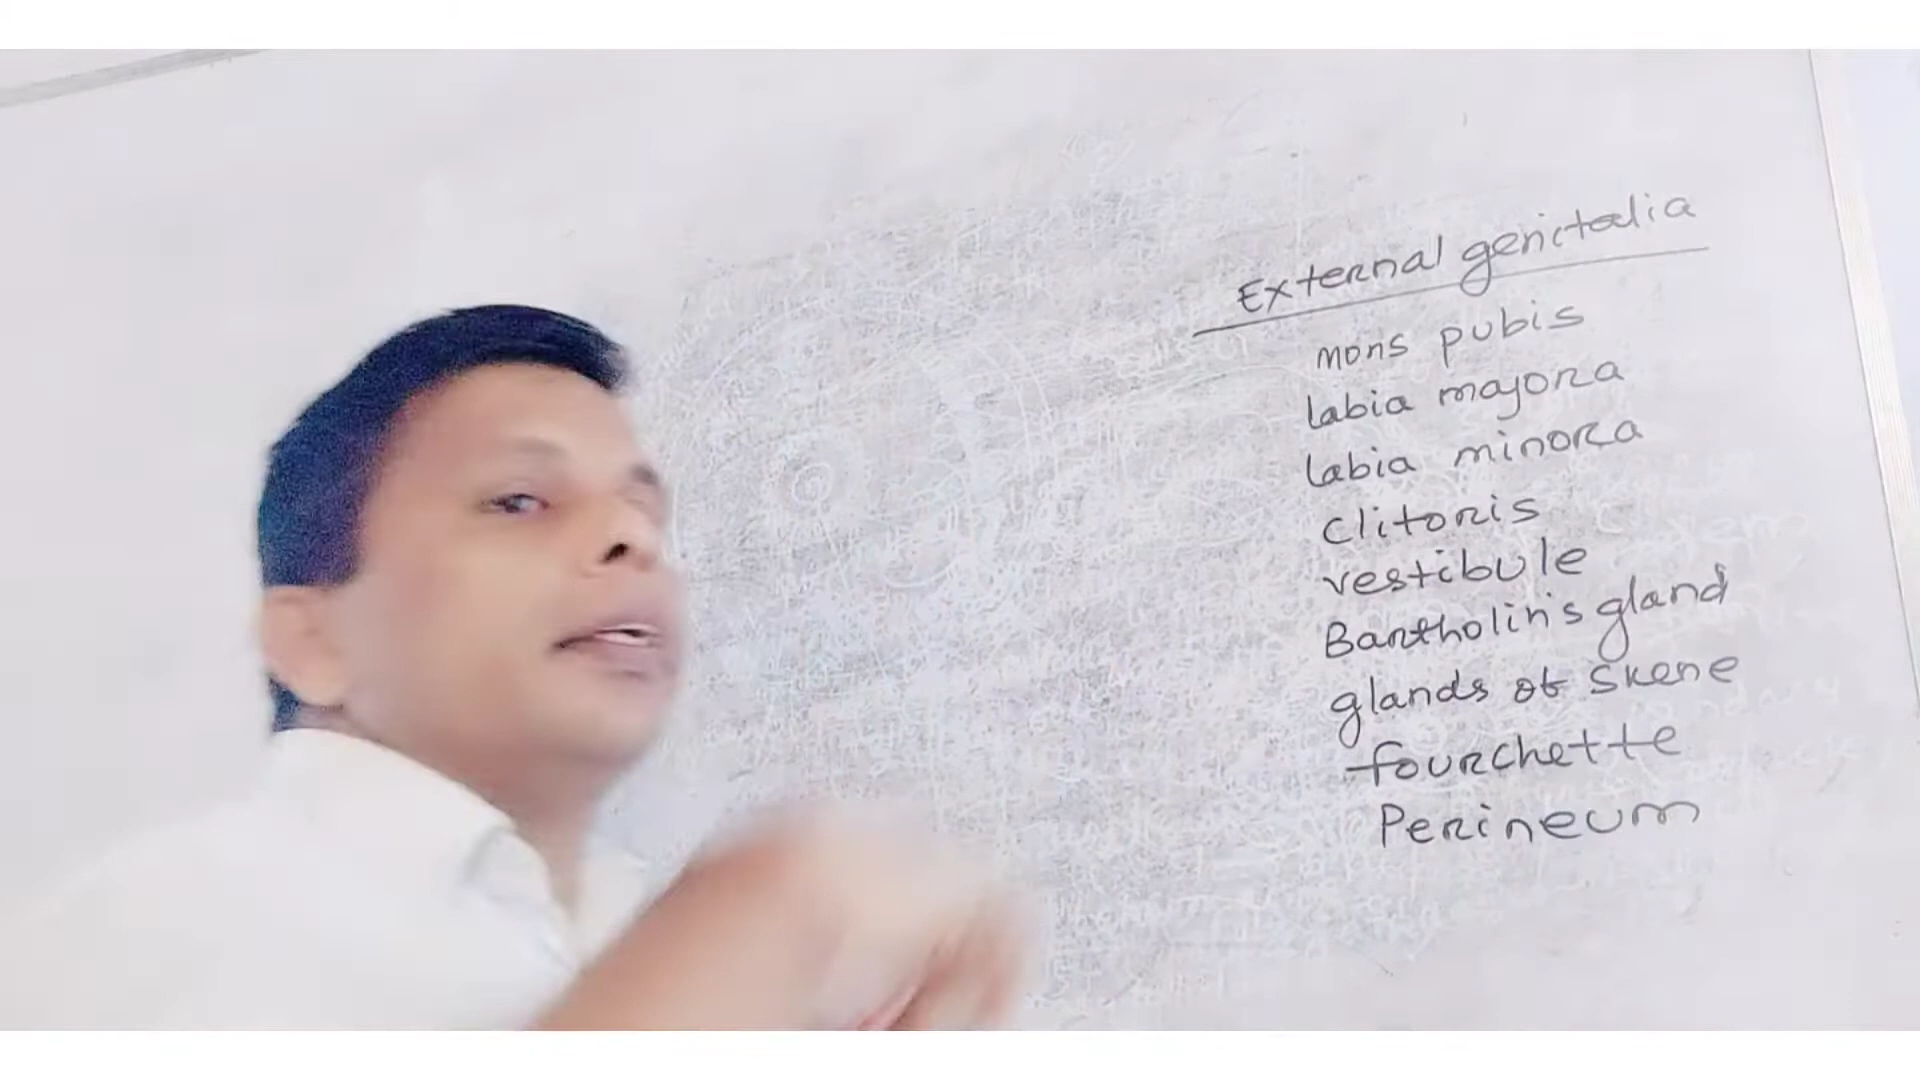 External genitalia
mons pubis
labia majora
labia minora
clitoris
vestibule
Bartholin's gland
glands of Skene
fourchette
Perineum